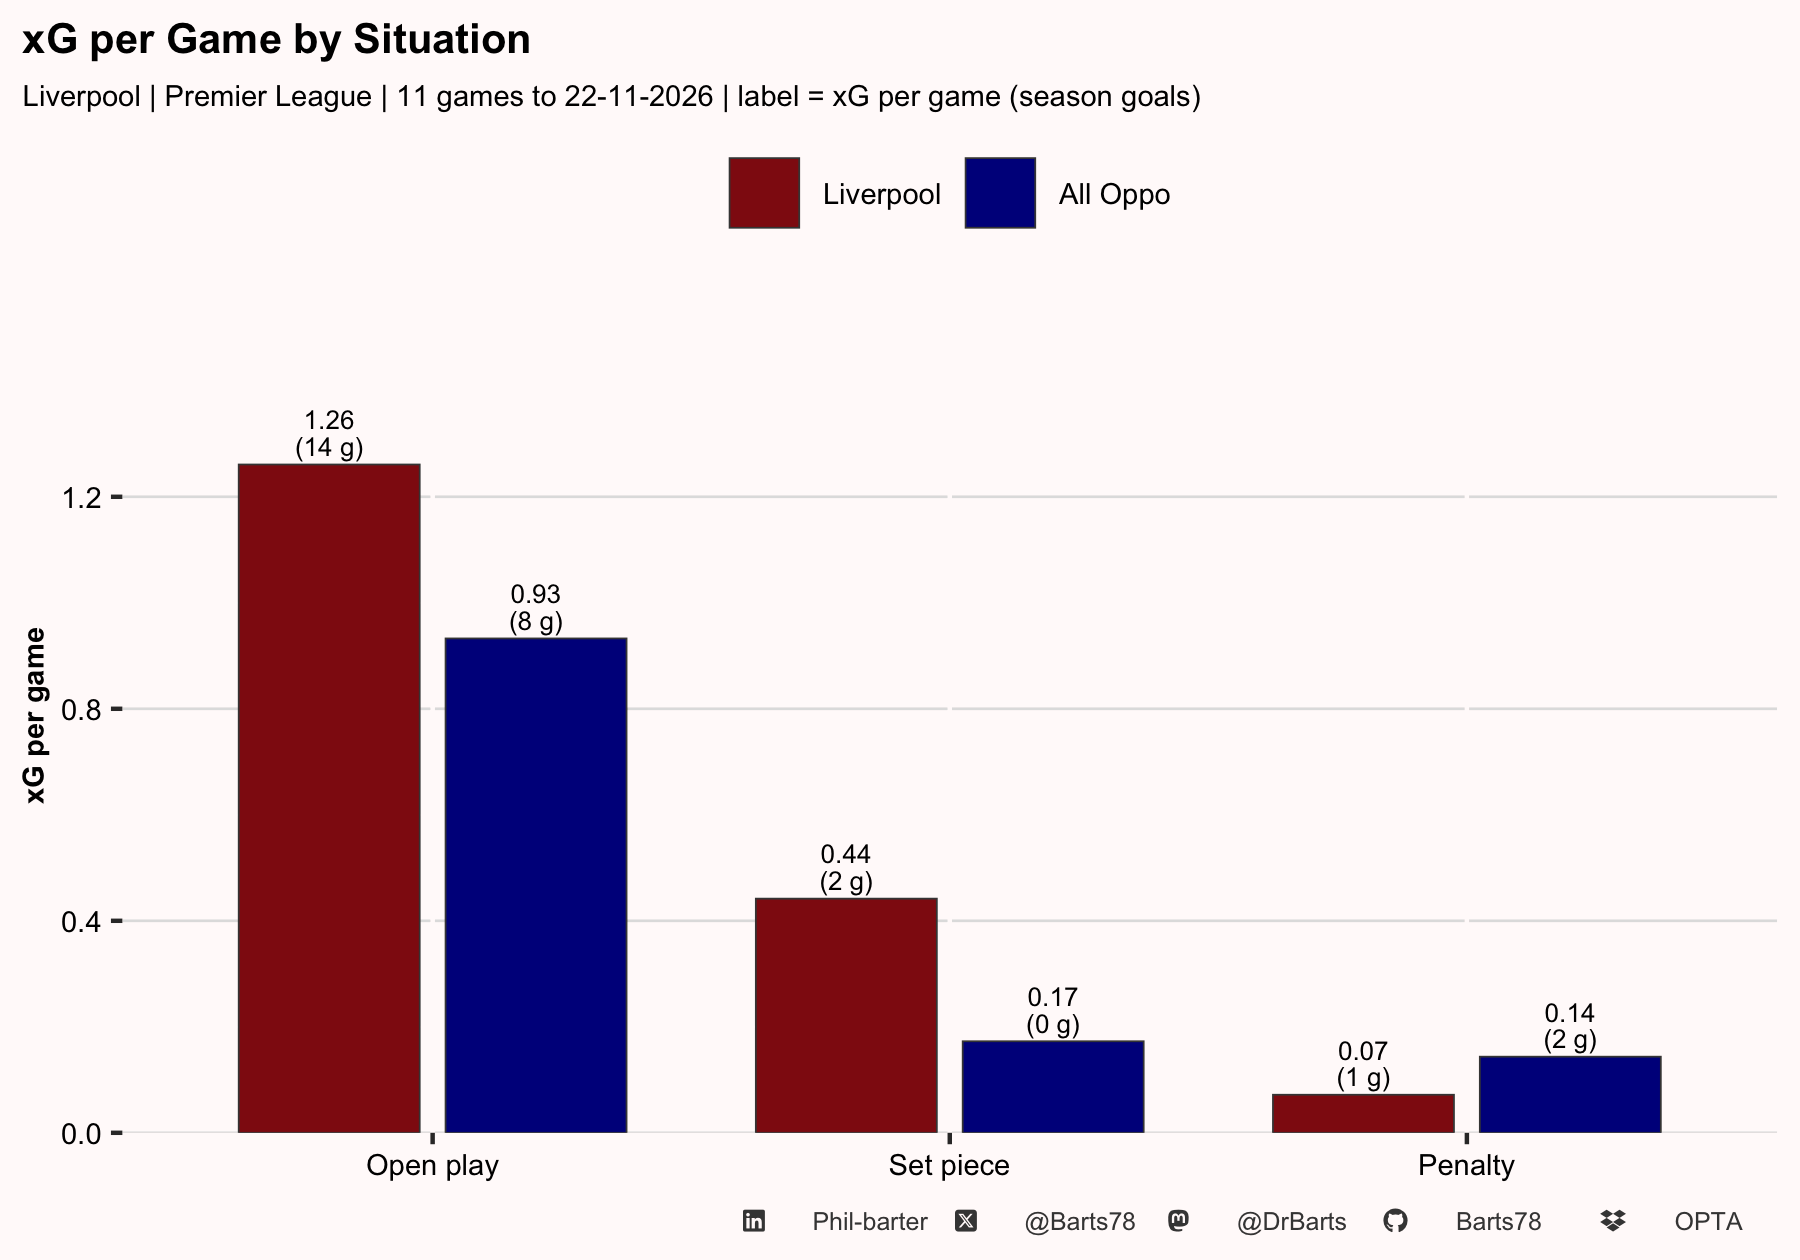 xG per Game by Situation
Liverpool | Premier League | 11 games to 22-11-2026 | label = xG per game (season goals)
Liverpool
All Oppo
1.26
(14 g)
0.93
(8 g)
0.44
(2 g)
0.17
(0 g)
0.07
(1 g)
0.14
(2 g)
xG per game
1.2
0.8
0.4
0.0
Open play
Set piece
Penalty
Phil-barter @Barts78 @DrBarts Barts78 OPTA